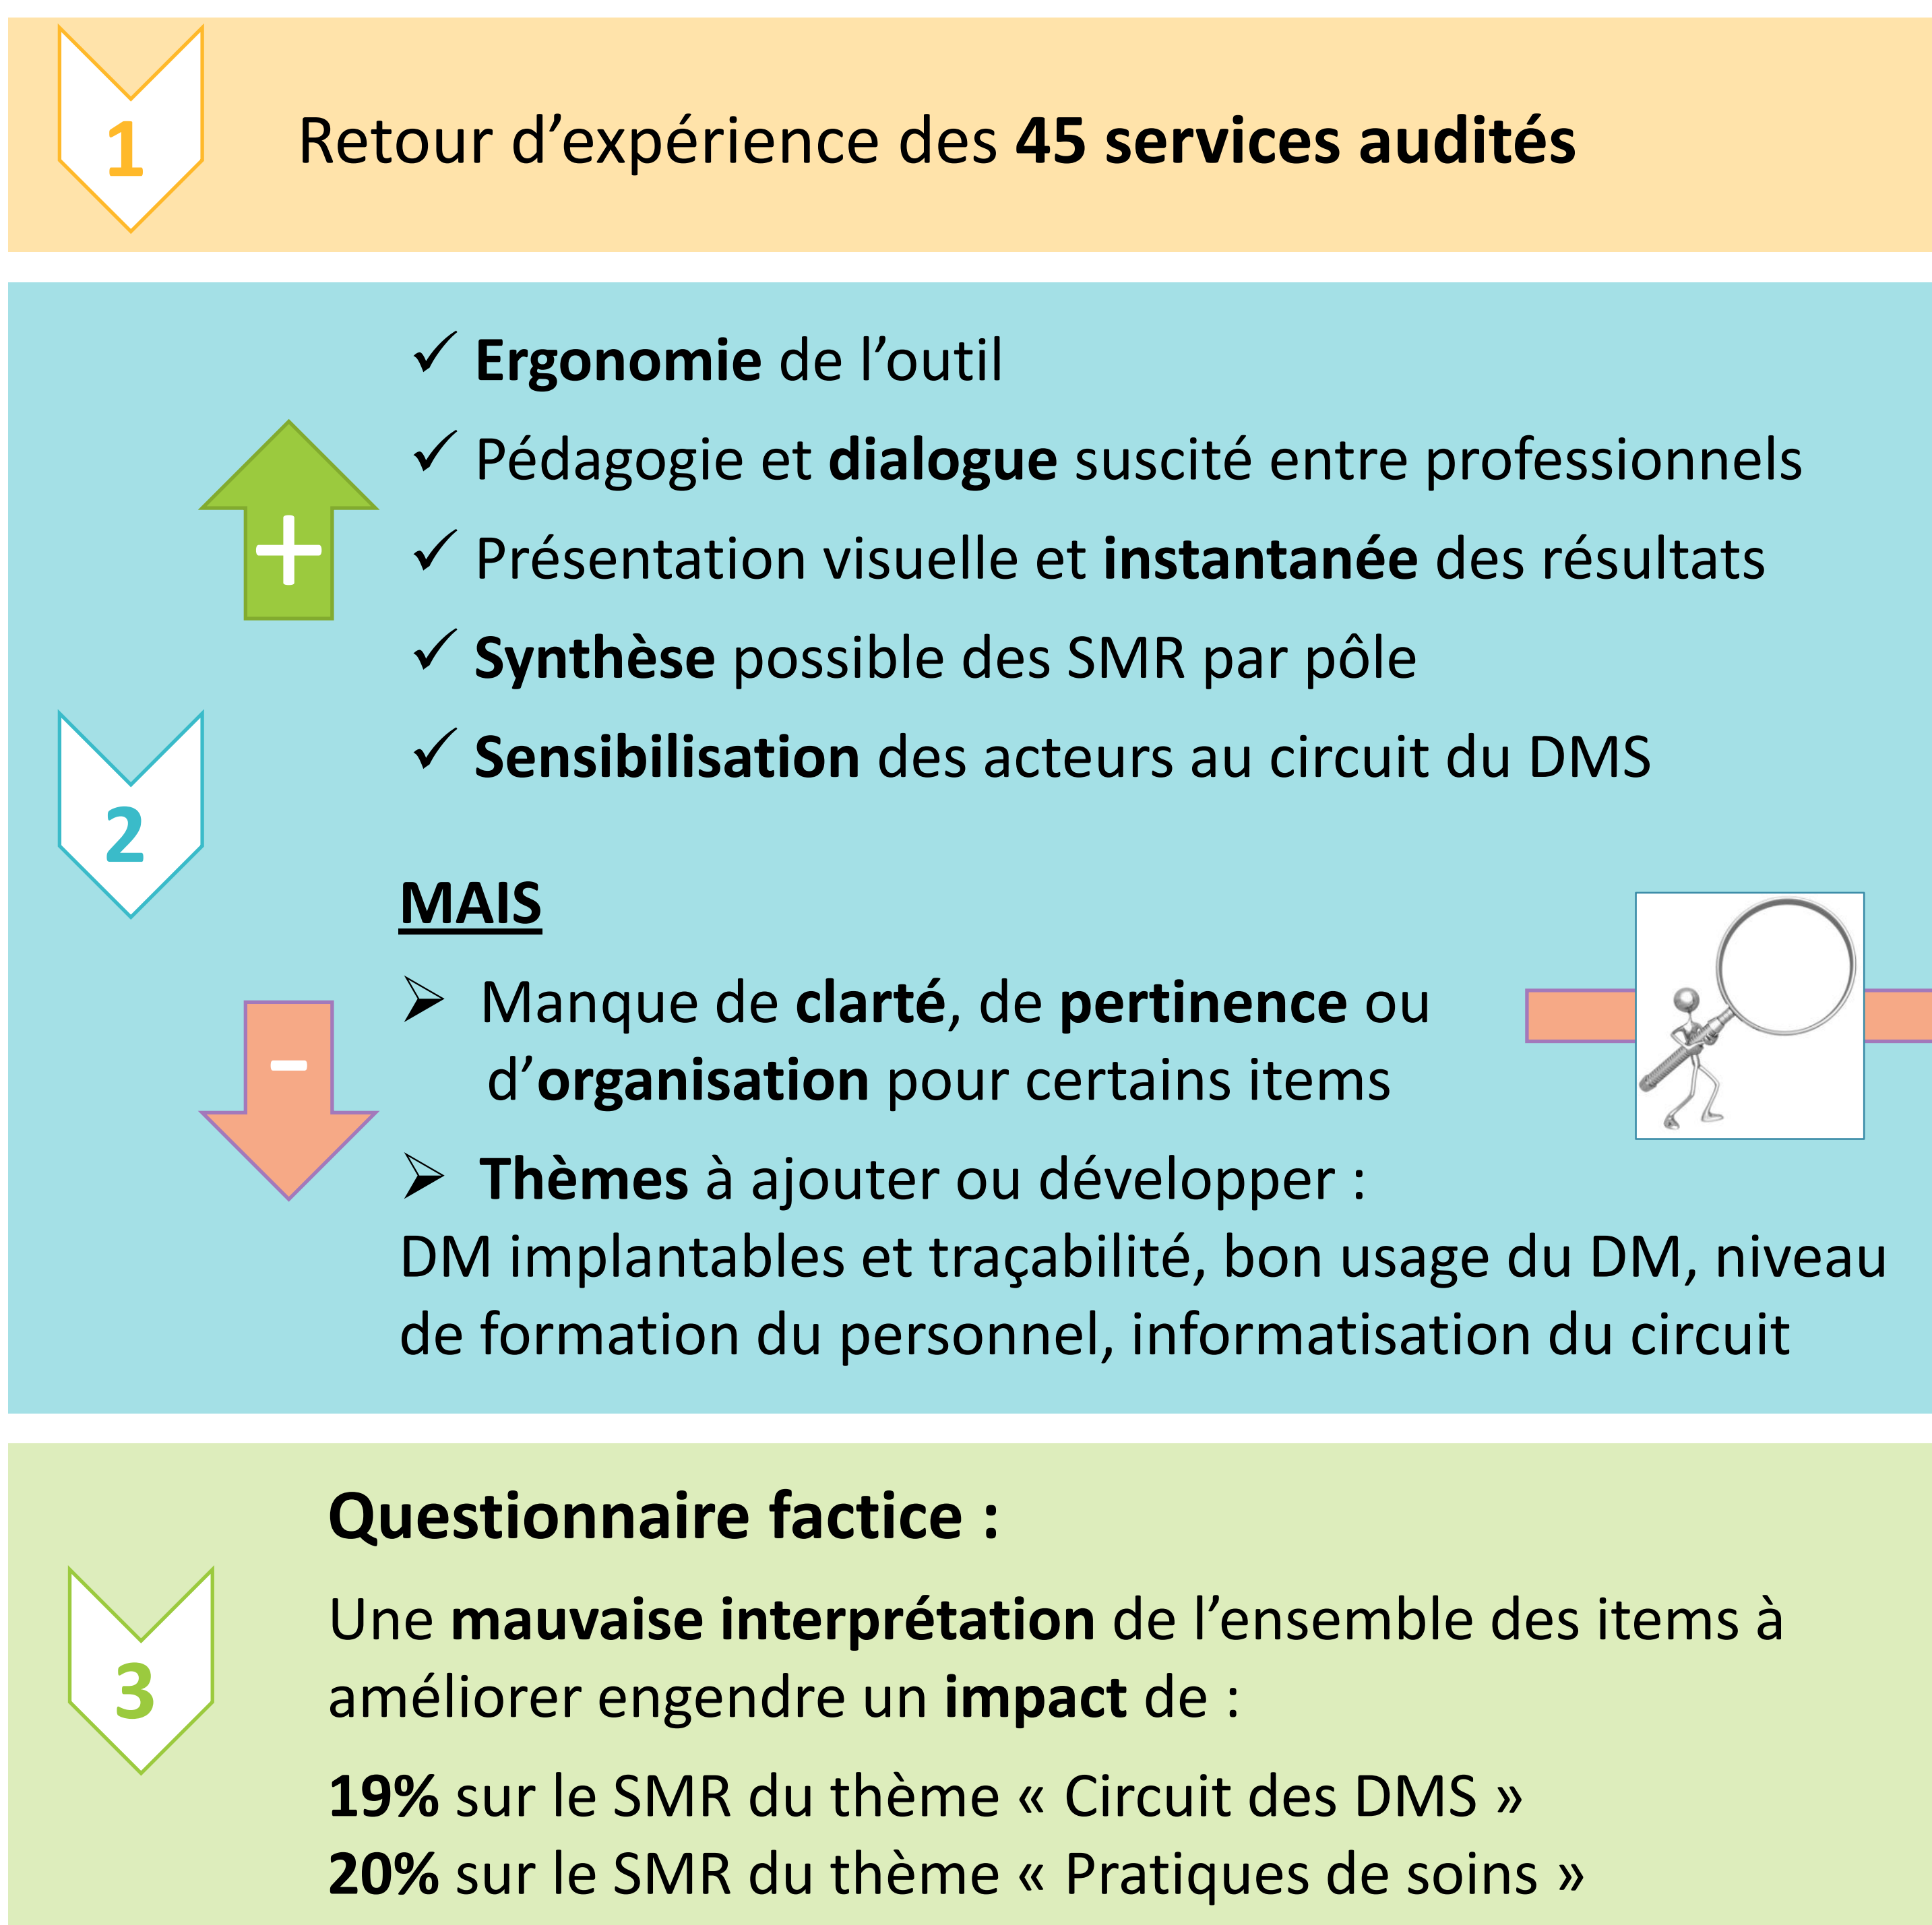 1
Retour d’expérience des 45 services audités
✓ Ergonomie de l’outil
✓ Pédagogie et dialogue suscité entre professionnels
+
✓ Présentation visuelle et instantanée des résultats
✓ Synthèse possible des SMR par pôle
✓ Sensibilisation des acteurs au circuit du DMS
2
MAIS
➢ Manque de clarté, de pertinence ou
d’organisation pour certains items
-
➢ Thèmes à ajouter ou développer :
DM implantables et traçabilité, bon usage du DM, niveau
de formation du personnel, informatisation du circuit
Questionnaire factice :
Une mauvaise interprétation de l’ensemble des items à
améliorer engendre un impact de :
3
19% sur le SMR du thème « Circuit des DMS »
20% sur le SMR du thème « Pratiques de soins »